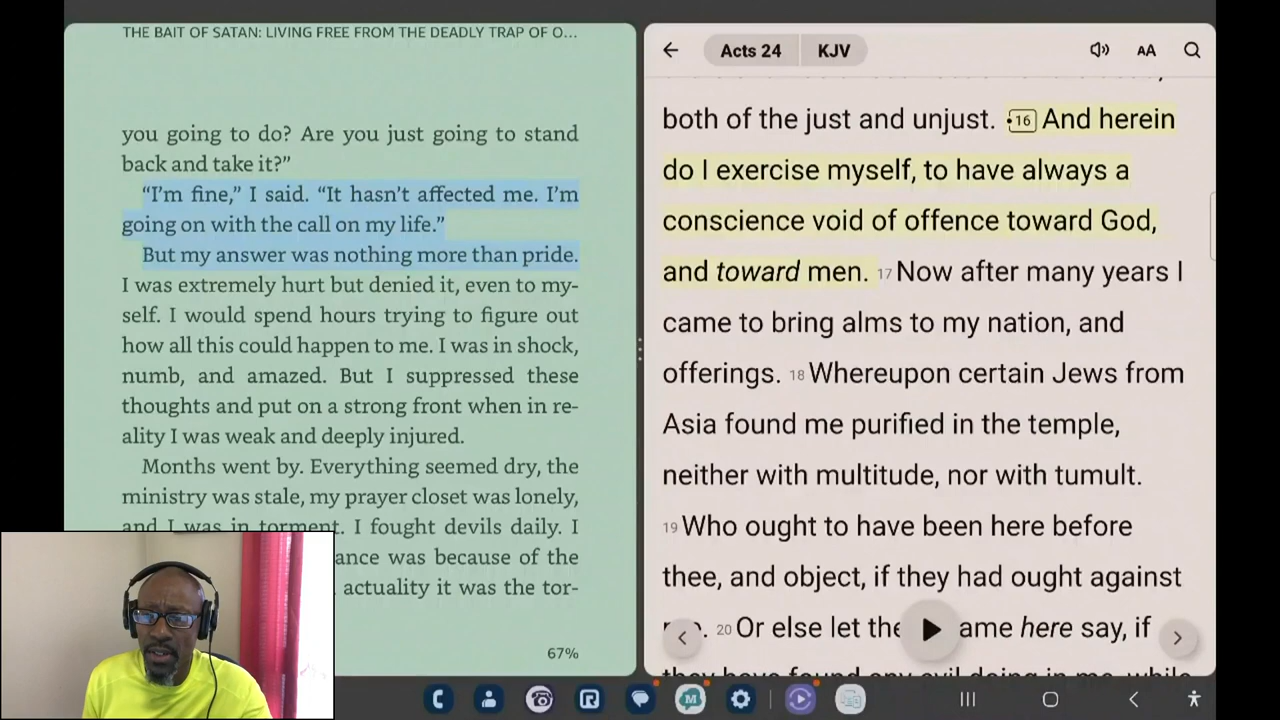 THE BAIT OF SATAN: LIVING FREE FROM THE DEADLY TRAP OF O...
you going to do? Are you just going to stand
back and take it?”
“I’m fine,” I said. “It hasn’t affected me. I’m
going on with the call on my life.”
But my answer was nothing more than pride.
I was extremely hurt but denied it, even to my-
self. I would spend hours trying to figure out
how all this could happen to me. I was in shock,
numb, and amazed. But I suppressed these
thoughts and put on a strong front when in re-
ality I was weak and deeply injured.
Months went by. Everything seemed dry, the
ministry was stale, my prayer closet was lonely,
and I was in torment. I fought devils daily. I
ance was because of the
actuality it was the tor-
67%
Acts 24 KJV
AA
both of the just and unjust. 16 And herein
do I exercise myself, to have always a
conscience void of offence toward God,
and toward men. 17 Now after many years I
came to bring alms to my nation, and
offerings. 18 Whereupon certain Jews from
Asia found me purified in the temple,
neither with multitude, nor with tumult.
19 Who ought to have been here before
thee, and object, if they had ought against
20 Or else let the ame here say, if
they have found any evil doing in me, while